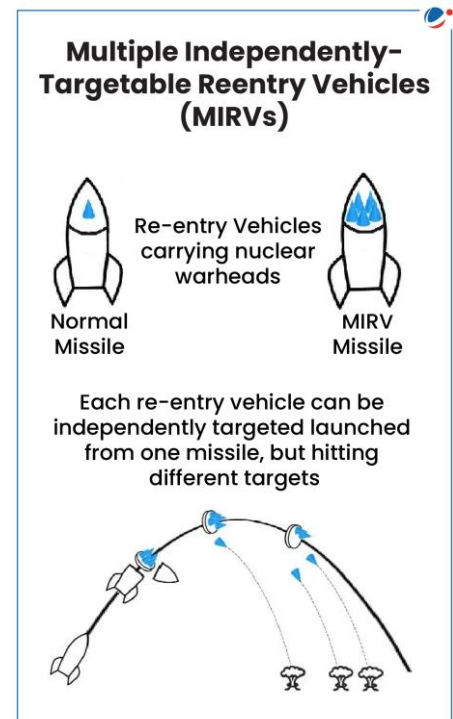 Multiple Independently-
Targetable Reentry Vehicles
(MIRVs)
Re-entry Vehicles
carrying nuclear
warheads
Normal
Missile
MIRV
Missile
Each re-entry vehicle can be
independently targeted launched
from one missile, but hitting
different targets